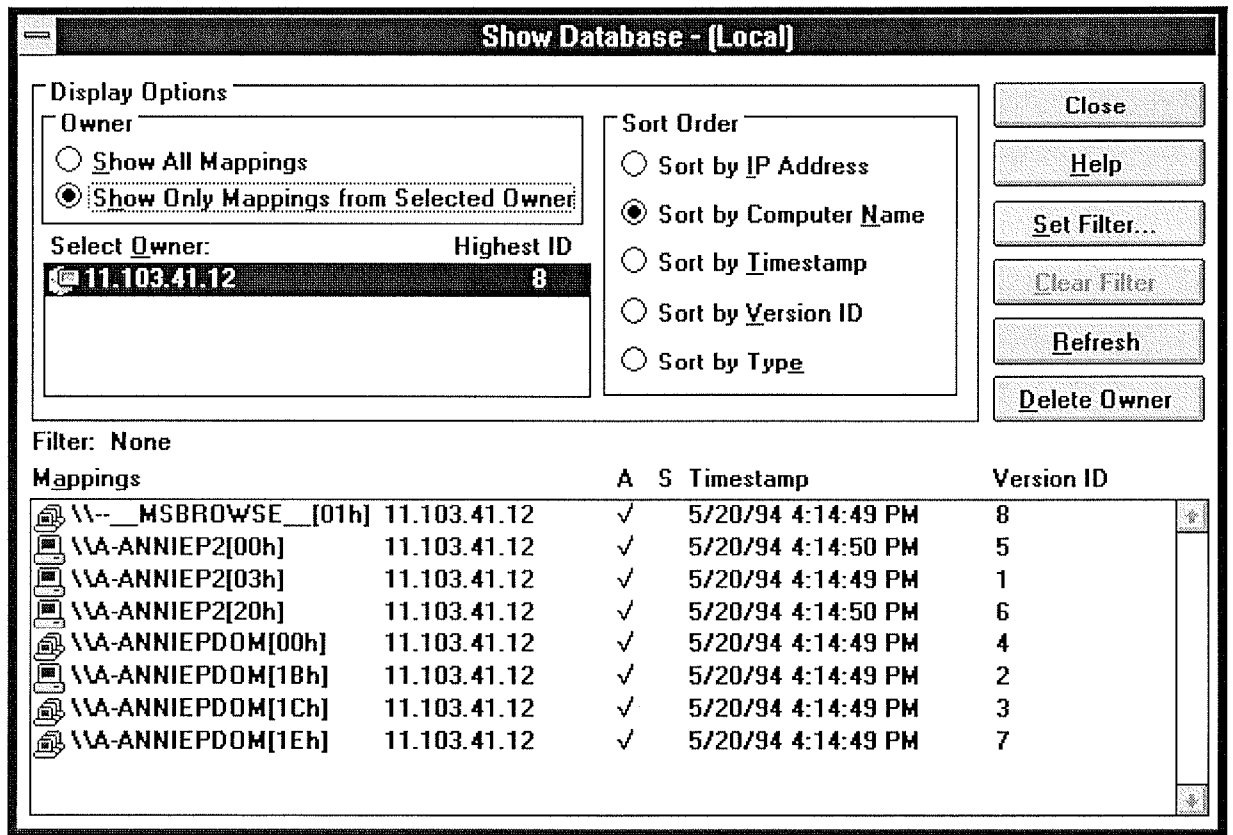 Show Database - (Local)
Display Options
Owner
Show All Mappings
Show Only Mappings from Selected Owner
Select Owner: Highest ID
11.103.41.12 8
Sort Order
Sort by IP Address
Sort by Computer Name
Sort by Timestamp
Sort by Version ID
Sort by Type
Close
Help
Set Filter...
Clear Filter
Refresh
Delete Owner
Filter: None
Mappings A S Timestamp Version ID
\\--__MSBROWSE__[01h] 11.103.41.12 √ 5/20/94 4:14:49 PM 8
\\A-ANNIEP2[00h] 11.103.41.12 √ 5/20/94 4:14:50 PM 5
\\A-ANNIEP2[03h] 11.103.41.12 √ 5/20/94 4:14:49 PM 1
\\A-ANNIEP2[20h] 11.103.41.12 √ 5/20/94 4:14:50 PM 6
\\A-ANNIEPDOM[00h] 11.103.41.12 √ 5/20/94 4:14:49 PM 4
\\A-ANNIEPDOM[1Bh] 11.103.41.12 √ 5/20/94 4:14:49 PM 2
\\A-ANNIEPDOM[1Ch] 11.103.41.12 √ 5/20/94 4:14:49 PM 3
\\A-ANNIEPDOM[1Eh] 11.103.41.12 √ 5/20/94 4:14:49 PM 7